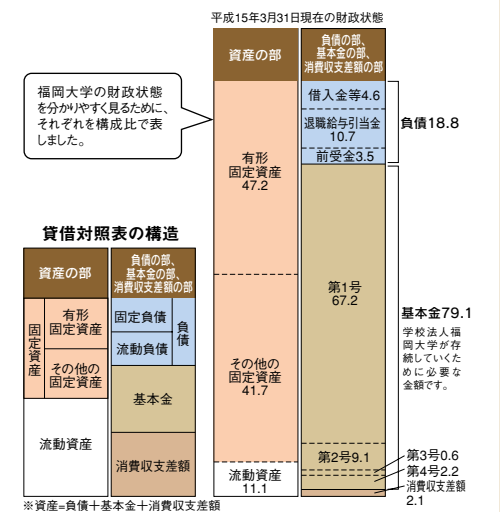 平成15年3月31日現在の財政状態
資産の部
負債の部、
基本金の部、
消費収支差額の部
福岡大学の財政状態
を分かりやすく見るために、
それぞれを構成比で表
しました。
有形
固定資産
47.2
その他の
固定資産
41.7
流動資産
11.1
借入金等4.6
退職給与引当金
10.7
前受金3.5
第1号
67.2
第2号9.1
負債18.8
基本金79.1
学校法人福
岡大学が存
続していくた
めに必要な
金額です。
第3号0.6
第4号2.2
消費収支差額
2.1
貸借対照表の構造
資産の部
負債の部、
基本金の部、
消費収支差額の部
固定資産
有形
固定資産
その他の
固定資産
流動資産
固定負債
流動負債
負債
基本金
消費収支差額
※資産=負債+基本金+消費収支差額